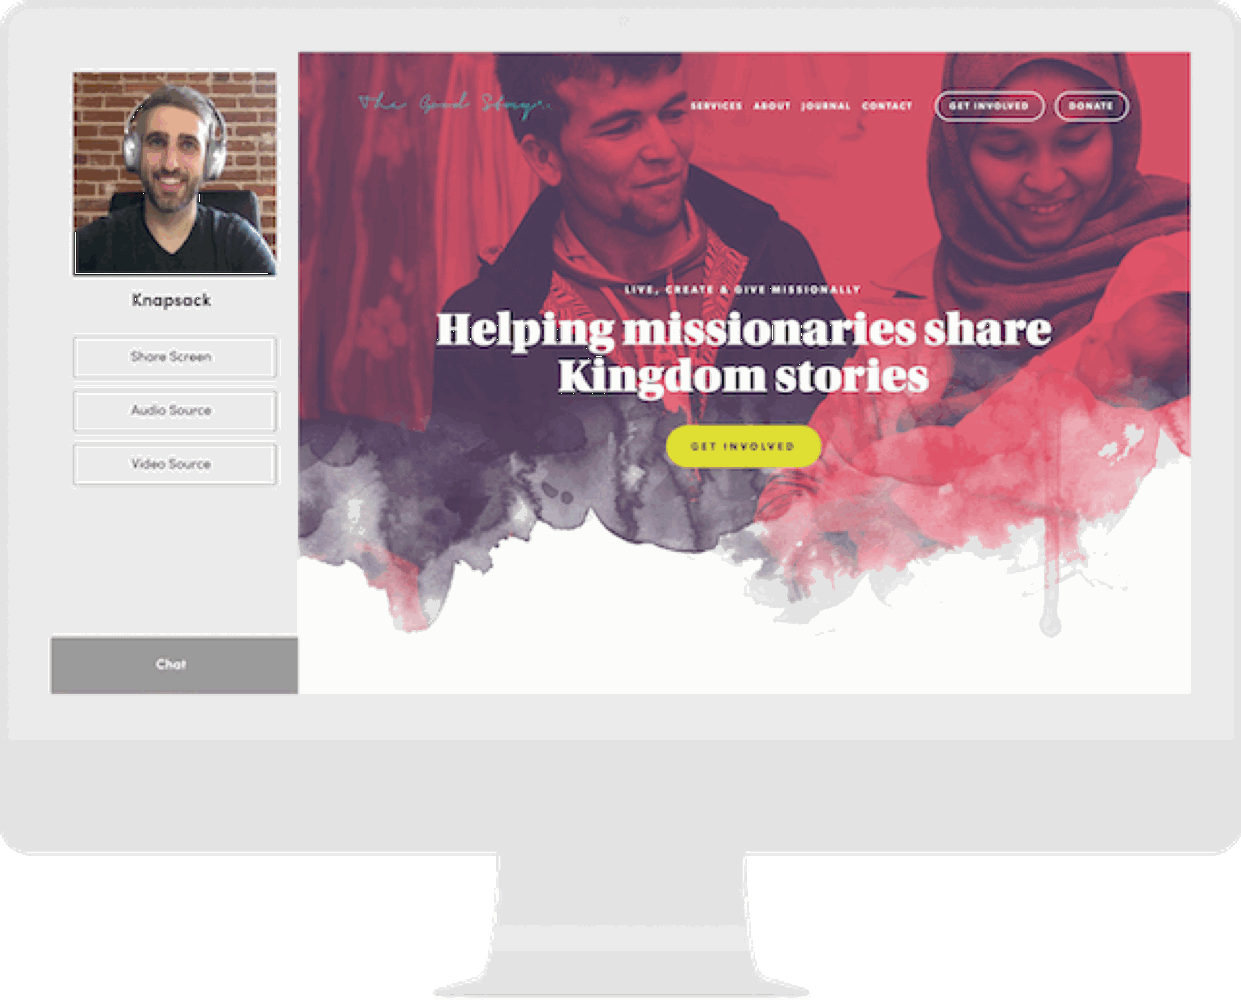 Knapsack
Share Screen
Audio Source
Video Source
Chat
The Good Story
SERVICES ABOUT JOURNAL CONTACT GET INVOLVED DONATE
LIVE, CREATE & GIVE MISSIONALLY
Helping missionaries share
Kingdom stories
GET INVOLVED